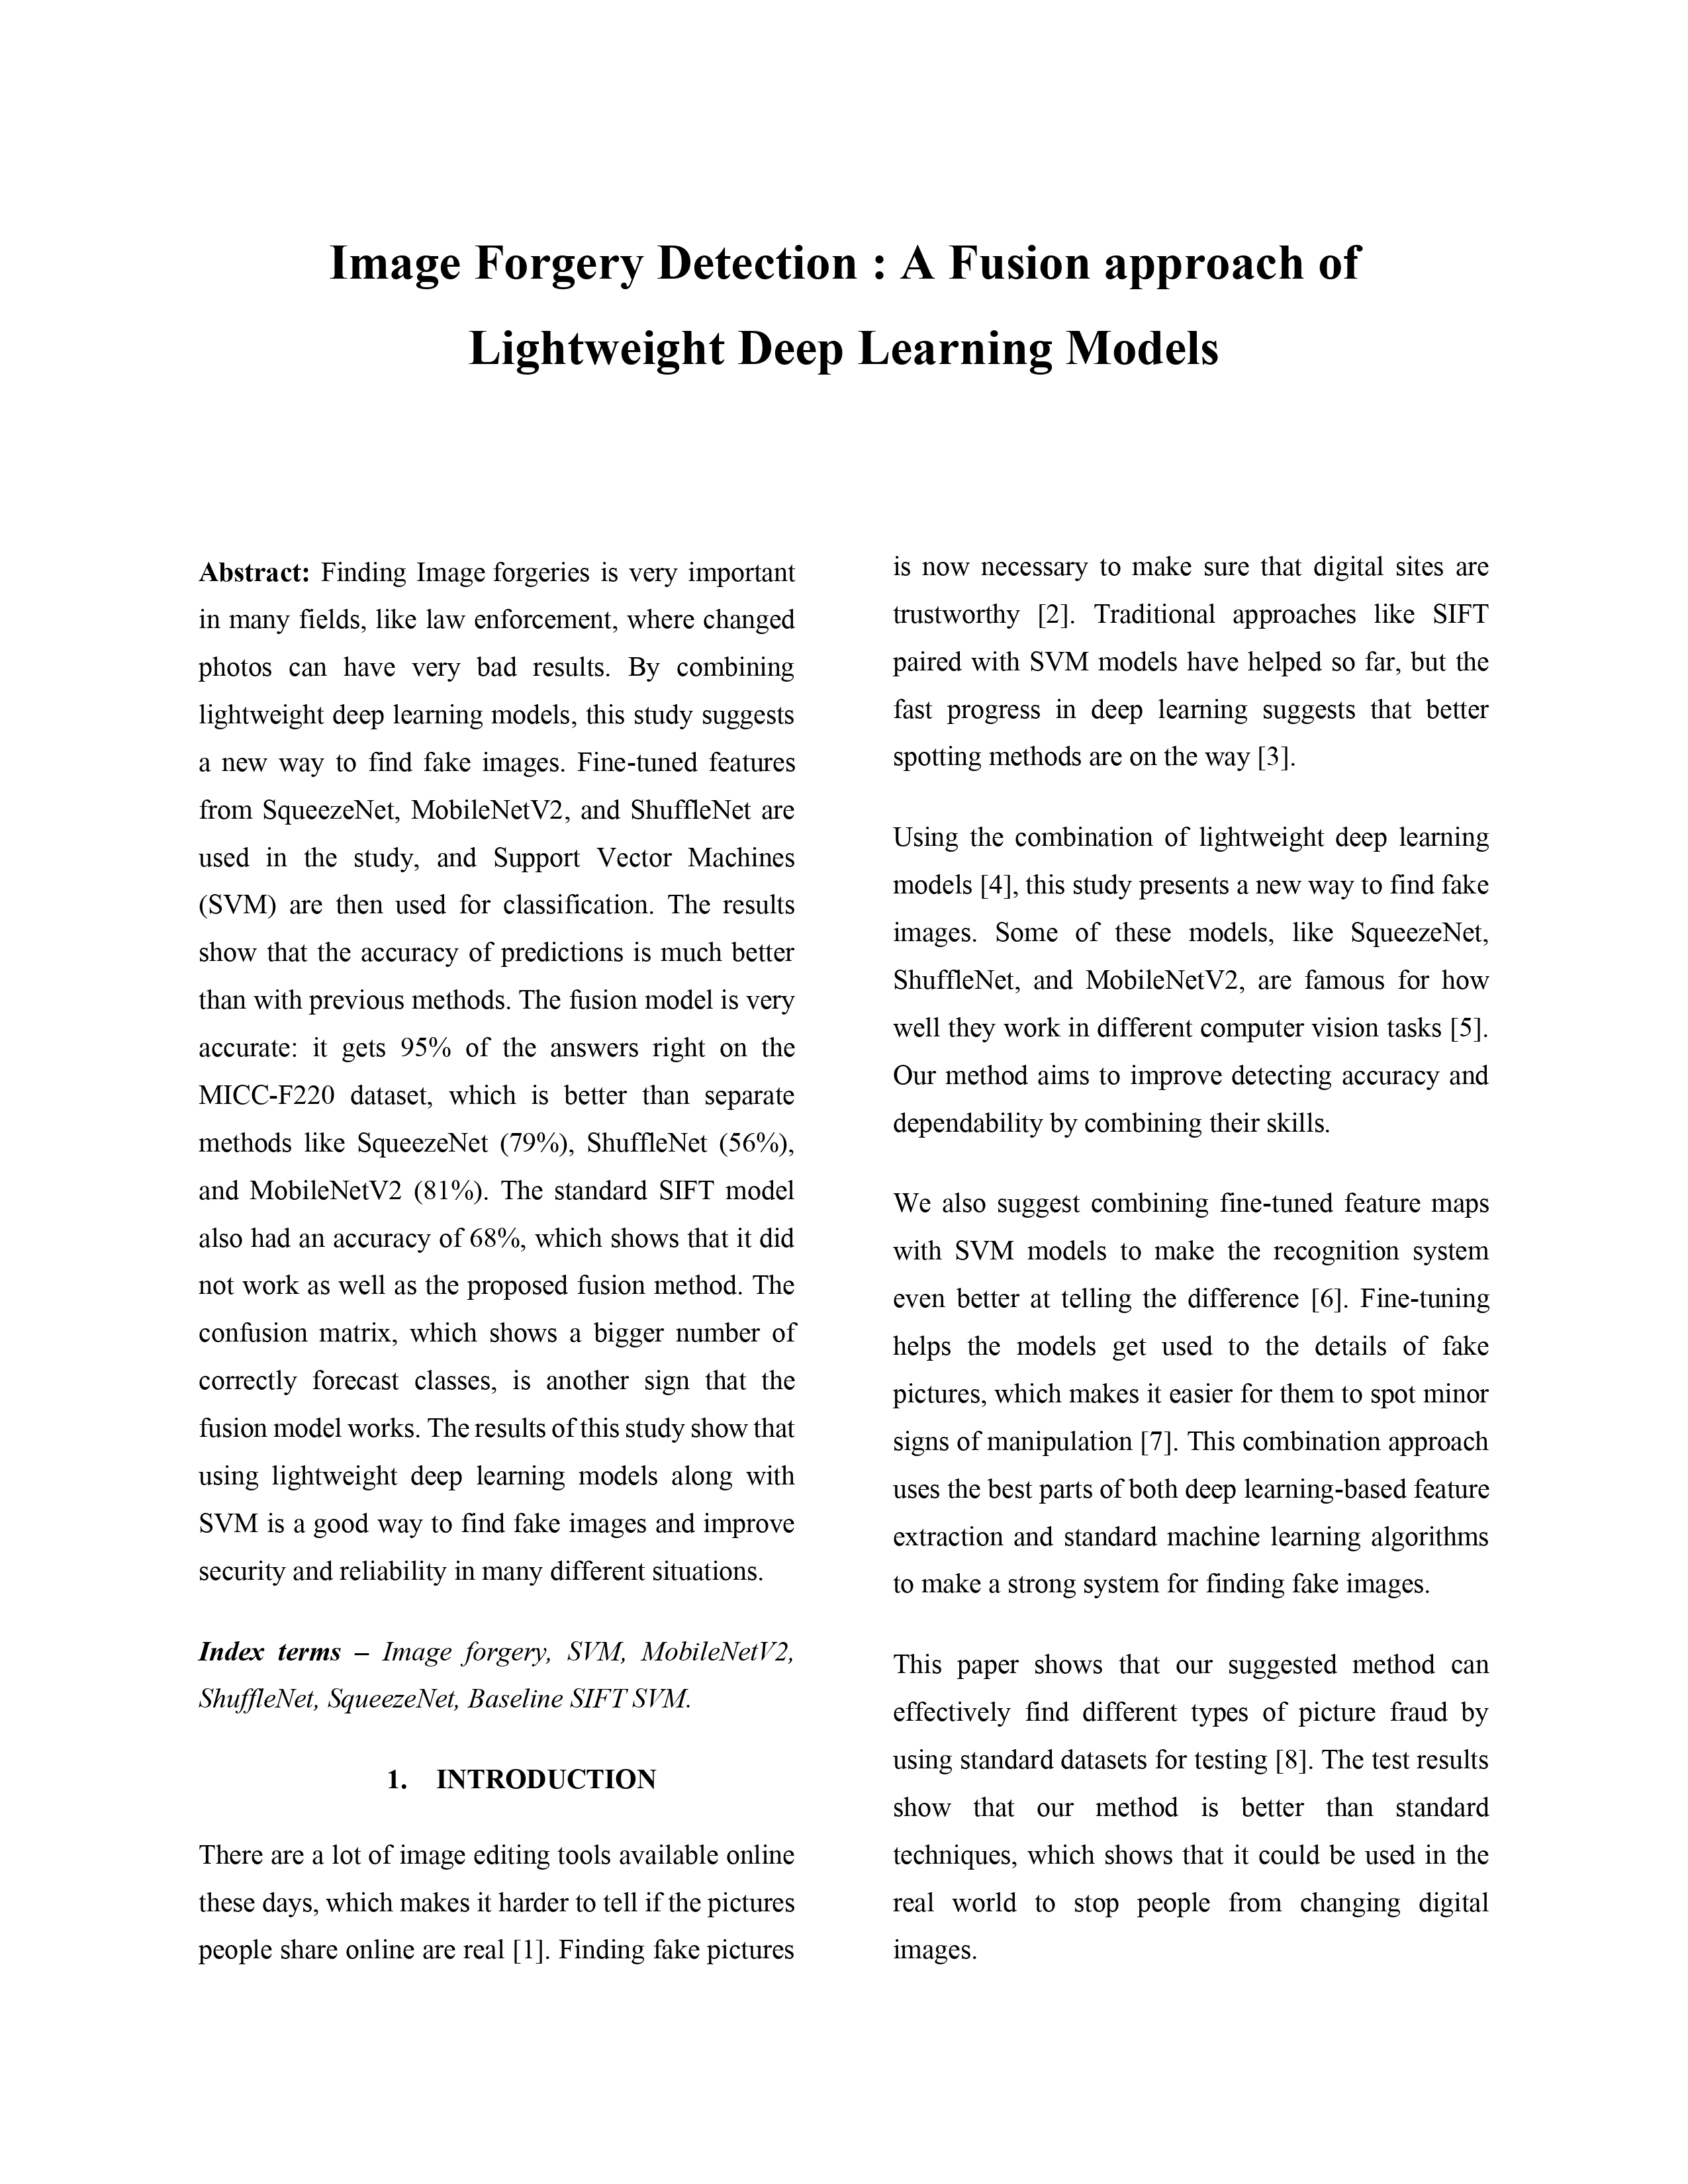 Image Forgery Detection : A Fusion approach of
Lightweight Deep Learning Models
Abstract: Finding Image forgeries is very important
in many fields, like law enforcement, where changed
photos can have very bad results. By combining
lightweight deep learning models, this study suggests
a new way to find fake images. Fine-tuned features
from SqueezeNet, MobileNetV2, and ShuffleNet are
used in the study, and Support Vector Machines
(SVM) are then used for classification. The results
show that the accuracy of predictions is much better
than with previous methods. The fusion model is very
accurate: it gets 95% of the answers right on the
MICC-F220 dataset, which is better than separate
methods like SqueezeNet (79%), ShuffleNet (56%),
and MobileNetV2 (81%). The standard SIFT model
also had an accuracy of 68%, which shows that it did
not work as well as the proposed fusion method. The
confusion matrix, which shows a bigger number of
correctly forecast classes, is another sign that the
fusion model works. The results of this study show that
using lightweight deep learning models along with
SVM is a good way to find fake images and improve
security and reliability in many different situations.
Index terms – Image forgery, SVM, MobileNetV2,
ShuffleNet, SqueezeNet, Baseline SIFT SVM.
1. INTRODUCTION
There are a lot of image editing tools available online
these days, which makes it harder to tell if the pictures
people share online are real [1]. Finding fake pictures
is now necessary to make sure that digital sites are
trustworthy [2]. Traditional approaches like SIFT
paired with SVM models have helped so far, but the
fast progress in deep learning suggests that better
spotting methods are on the way [3].
Using the combination of lightweight deep learning
models [4], this study presents a new way to find fake
images. Some of these models, like SqueezeNet,
ShuffleNet, and MobileNetV2, are famous for how
well they work in different computer vision tasks [5].
Our method aims to improve detecting accuracy and
dependability by combining their skills.
We also suggest combining fine-tuned feature maps
with SVM models to make the recognition system
even better at telling the difference [6]. Fine-tuning
helps the models get used to the details of fake
pictures, which makes it easier for them to spot minor
signs of manipulation [7]. This combination approach
uses the best parts of both deep learning-based feature
extraction and standard machine learning algorithms
to make a strong system for finding fake images.
This paper shows that our suggested method can
effectively find different types of picture fraud by
using standard datasets for testing [8]. The test results
show that our method is better than standard
techniques, which shows that it could be used in the
real world to stop people from changing digital
images.